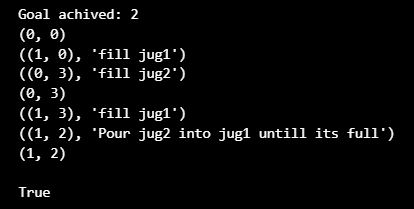 Goal achived: 2
(0, 0)
((1, 0), 'fill jug1')
((0, 3), 'fill jug2')
(0, 3)
((1, 3), 'fill jug1')
((1, 2), 'Pour jug2 into jug1 untill its full')
(1, 2)
True